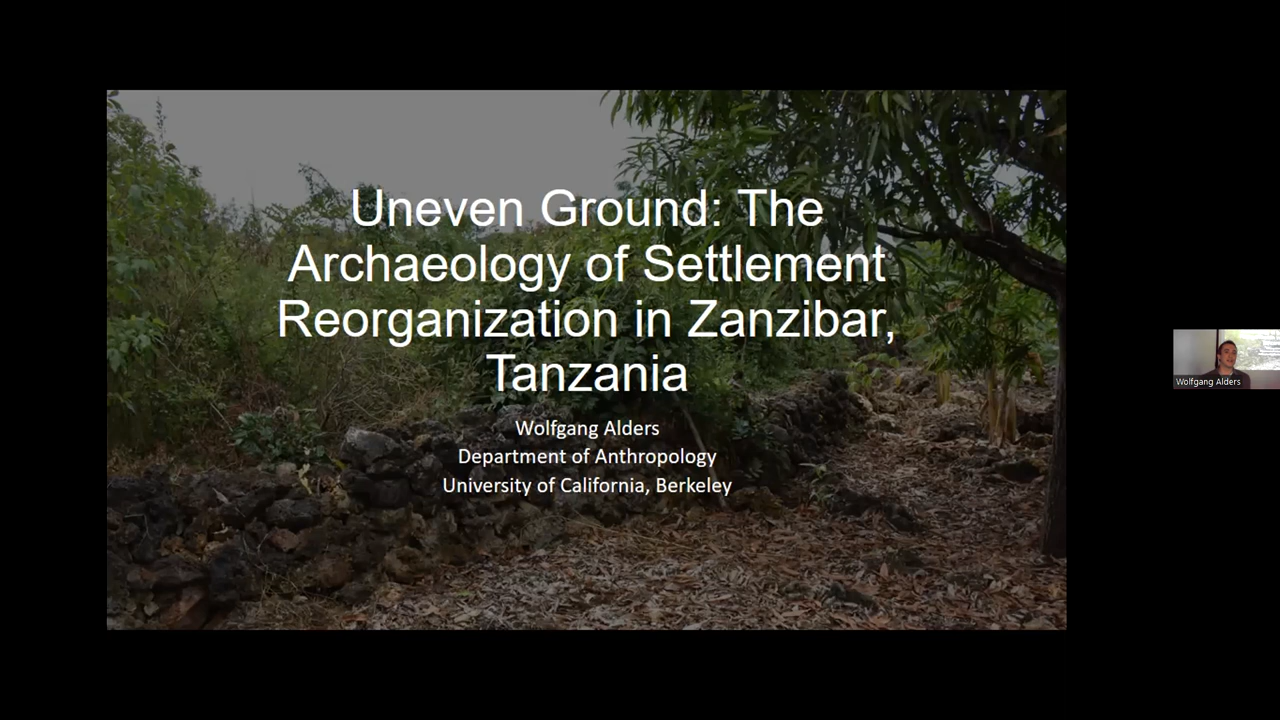 Uneven Ground: The
Archaeology of Settlement
Reorganization in Zanzibar,
Tanzania
Wolfgang Alders
Department of Anthropology
University of California, Berkeley
Wolfgang Alders